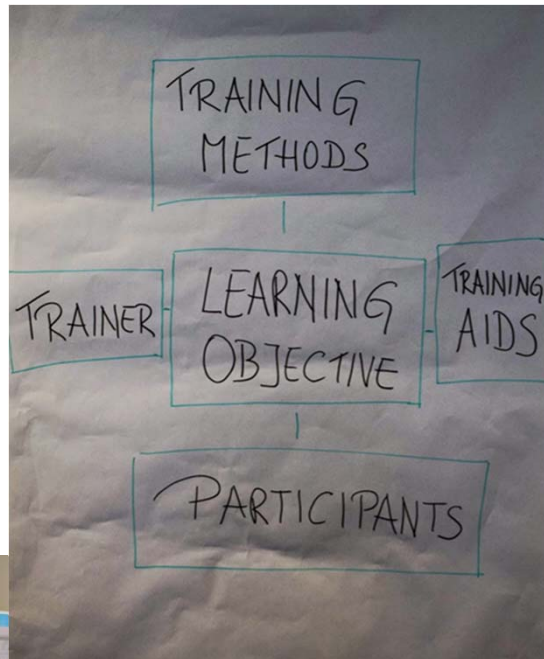 TRAINING
METHODS
TRAINER
LEARNING
OBJECTIVE
TRAINING
AIDS
PARTICIPANTS